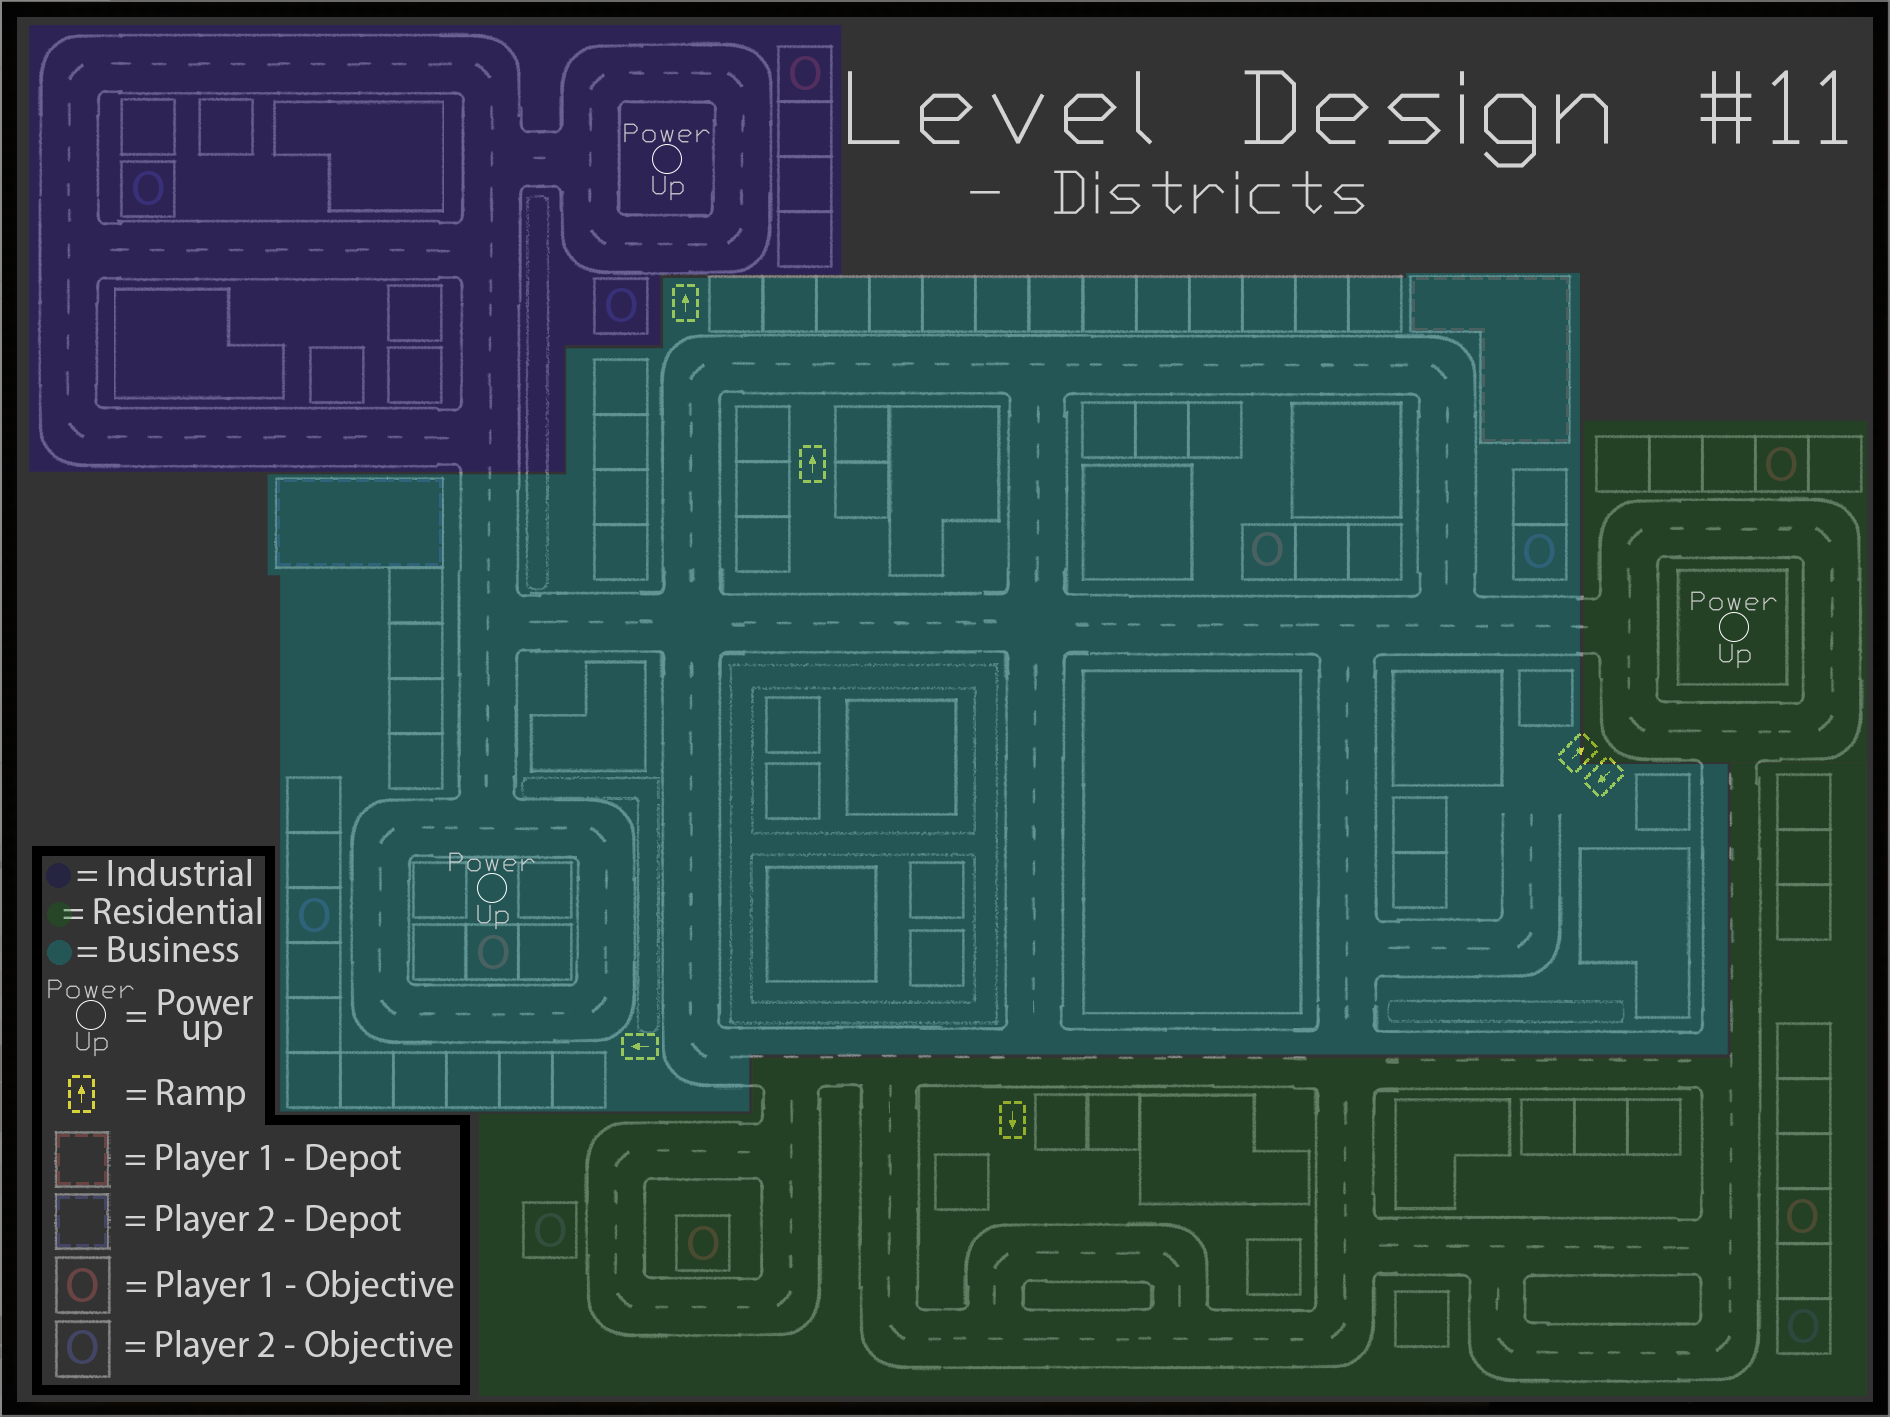 Level Design #11
- Districts
Power
Up
Power
Up
Power
Up
= Industrial
= Residential
= Business
Power
Up
= Power
up
= Ramp
= Player 1 - Depot
= Player 2 - Depot
= Player 1 - Objective
= Player 2 - Objective